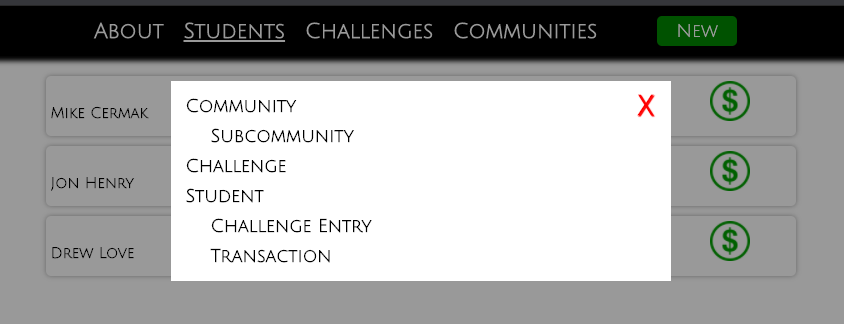 About Students Challenges Communities New
Community X
Subcommunity
Mike Cermak $
Challenge
Jon Henry $
Student
Challenge Entry
Drew Love $
Transaction